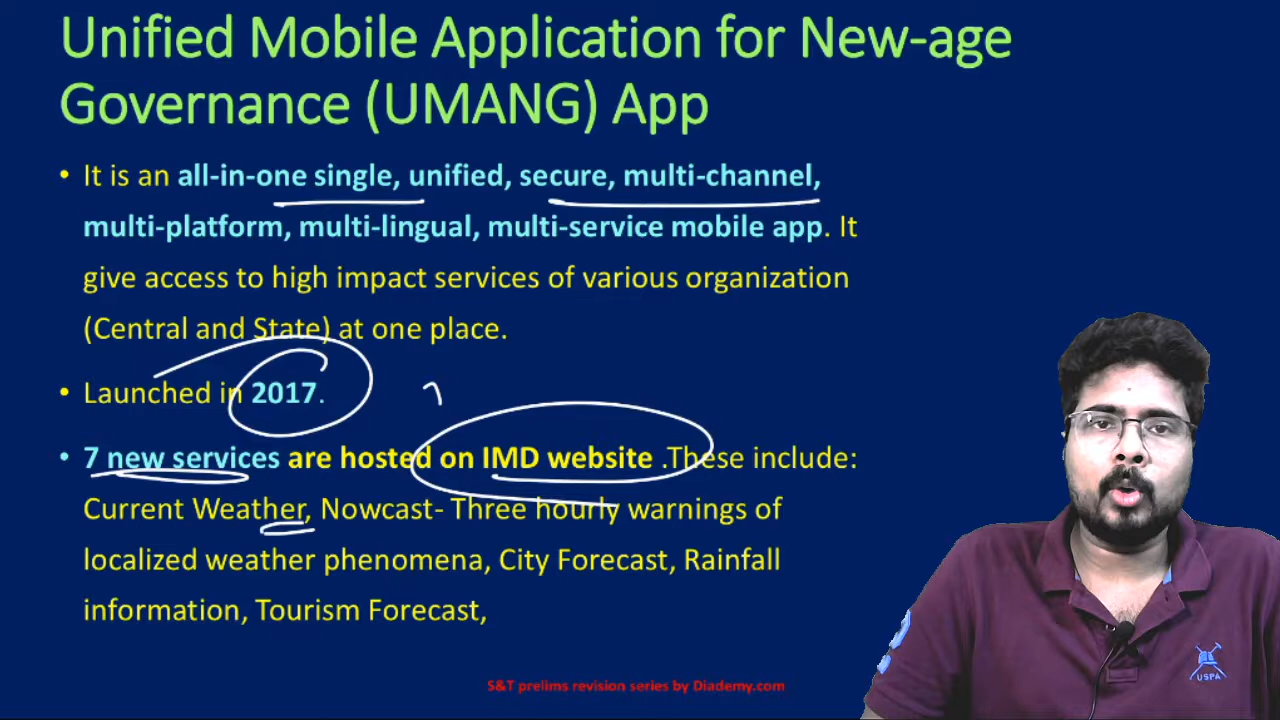 Unified Mobile Application for New-age
Governance (UMANG) App
• It is an all-in-one single, unified, secure, multi-channel,
multi-platform, multi-lingual, multi-service mobile app. It
give access to high impact services of various organization
(Central and State) at one place.
• Launched in 2017.
• 7 new services are hosted on IMD website .These include:
Current Weather, Nowcast- Three hourly warnings of
localized weather phenomena, City Forecast, Rainfall
information, Tourism Forecast,
USPA
S&T prelims revision series by Diademy.com